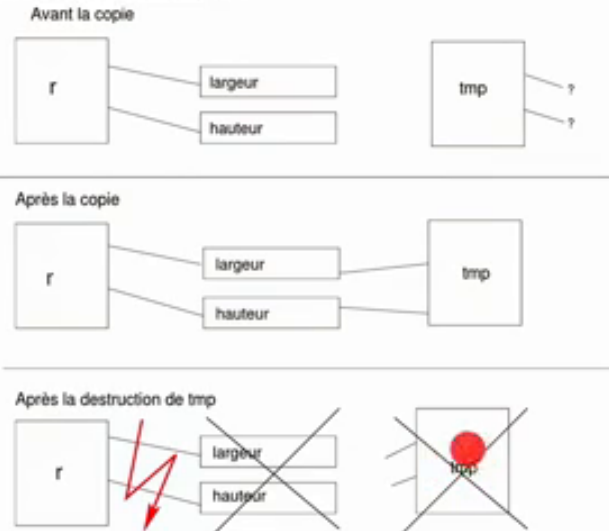 Avant la copie
r
largeur
hauteur
tmp
?
?
Après la copie
r
largeur
hauteur
tmp
Après la destruction de tmp
r
largeur
hauteur
tmp